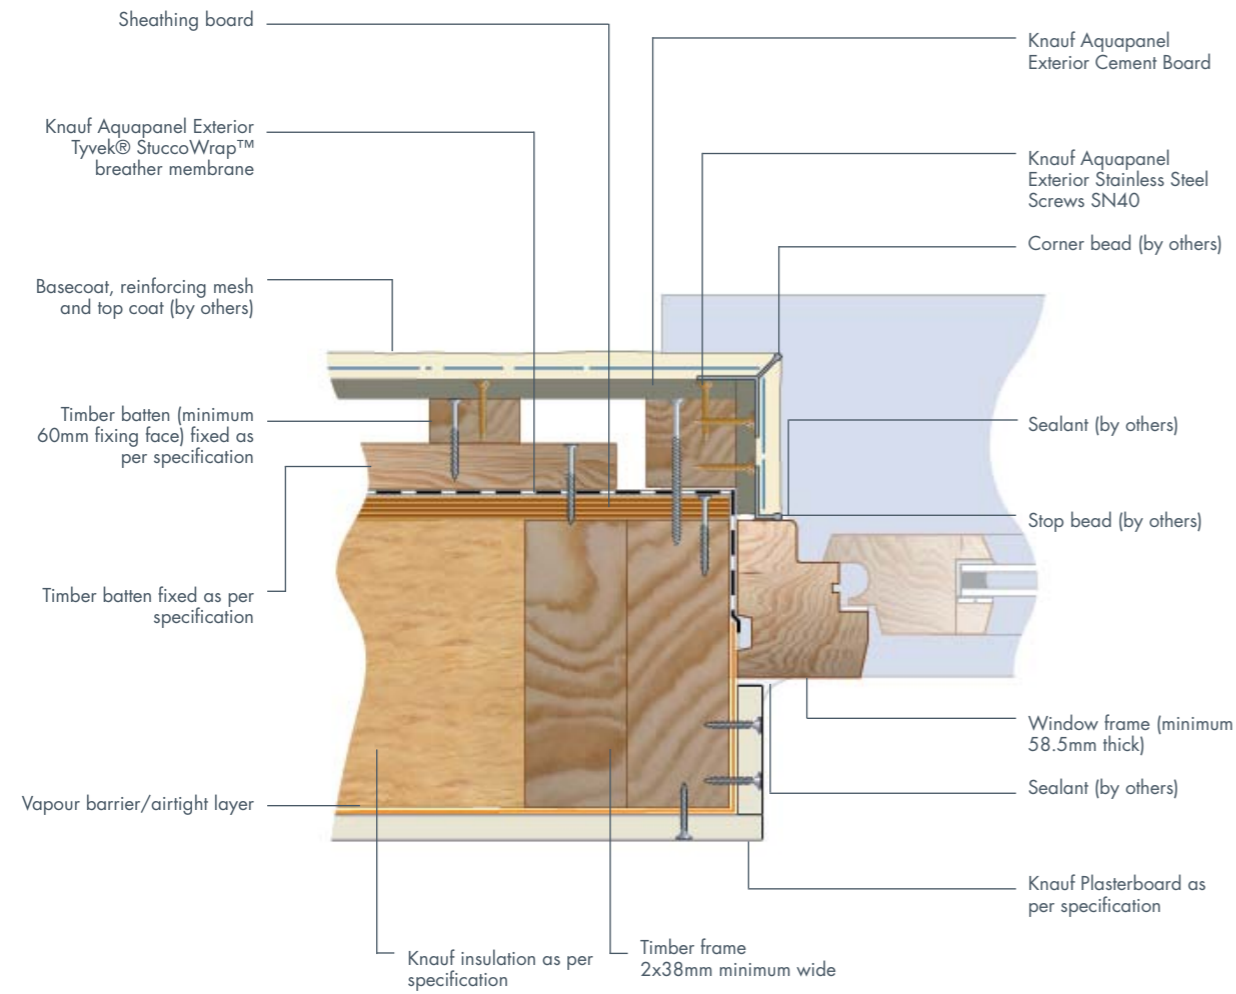 Sheathing board
Knauf Aquapanel Exterior
Tyvek® StuccoWrap™
breather membrane
Basecoat, reinforcing mesh
and top coat (by others)
Timber batten (minimum
60mm fixing face) fixed as
per specification
Timber batten fixed as per
specification
Vapour barrier/airtight layer
Knauf insulation as per
specification
Timber frame
2x38mm minimum wide
Knauf Aquapanel
Exterior Cement Board
Knauf Aquapanel
Exterior Stainless Steel
Screws SN40
Corner bead (by others)
Sealant (by others)
Stop bead (by others)
Window frame (minimum
58.5mm thick)
Sealant (by others)
Knauf Plasterboard as
per specification